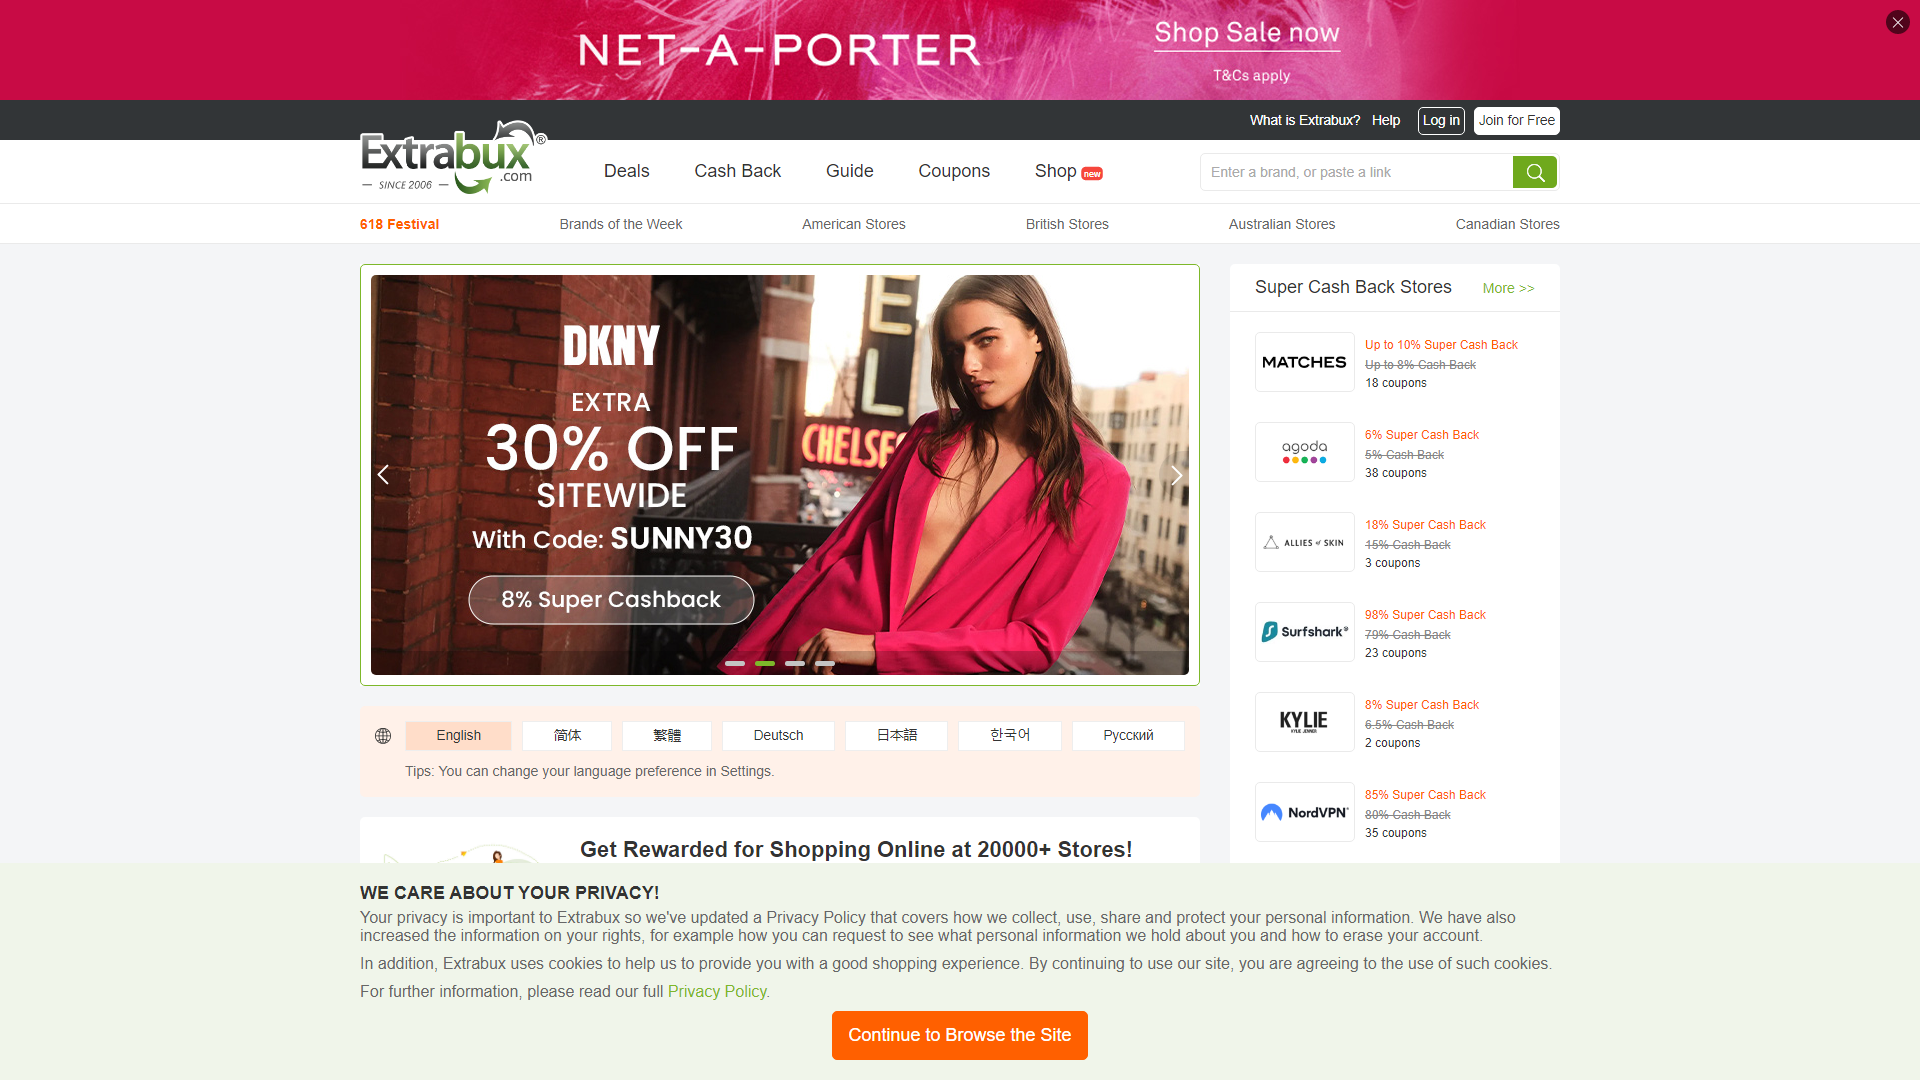 NET-A-PORTER
Shop Sale now
T&Cs apply
What is Extrabux?
Help
Log in
Join for Free
Extrabux®
.com
— SINCE 2006 —
Deals
Cash Back
Guide
Coupons
Shop new
Enter a brand, or paste a link
618 Festival
Brands of the Week
American Stores
British Stores
Australian Stores
Canadian Stores
DKNY
EXTRA
30% OFF
SITEWIDE
With Code: SUNNY30
8% Super Cashback
EL
CHELSE
Super Cash Back Stores
More >>
MATCHES
Up to 10% Super Cash Back
Up to 8% Cash Back
18 coupons
agoda
6% Super Cash Back
5% Cash Back
38 coupons
ALLIES of SKIN
18% Super Cash Back
15% Cash Back
3 coupons
Surfshark®
98% Super Cash Back
79% Cash Back
23 coupons
KYLIE
KYLIE JENNER
8% Super Cash Back
6.5% Cash Back
2 coupons
NordVPN®
85% Super Cash Back
80% Cash Back
35 coupons
English
简体
繁體
Deutsch
日本語
한국어
Русский
Tips: You can change your language preference in Settings.
Get Rewarded for Shopping Online at 20000+ Stores!
WE CARE ABOUT YOUR PRIVACY!
Your privacy is important to Extrabux so we've updated a Privacy Policy that covers how we collect, use, share and protect your personal information. We have also
increased the information on your rights, for example how you can request to see what personal information we hold about you and how to erase your account.
In addition, Extrabux uses cookies to help us to provide you with a good shopping experience. By continuing to use our site, you are agreeing to the use of such cookies.
For further information, please read our full Privacy Policy.
Continue to Browse the Site